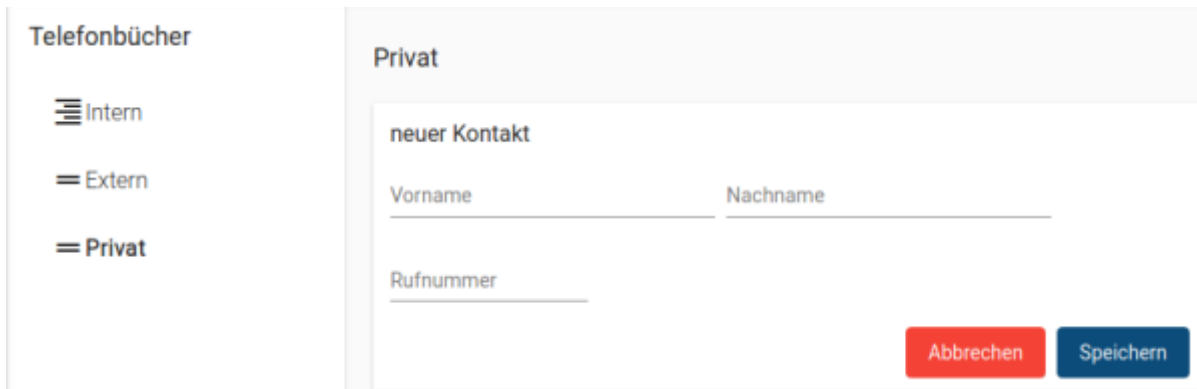 Telefonbücher
Intern
Extern
Privat
Privat
neuer Kontakt
Vorname Nachname
Rufnummer
Abbrechen Speichern